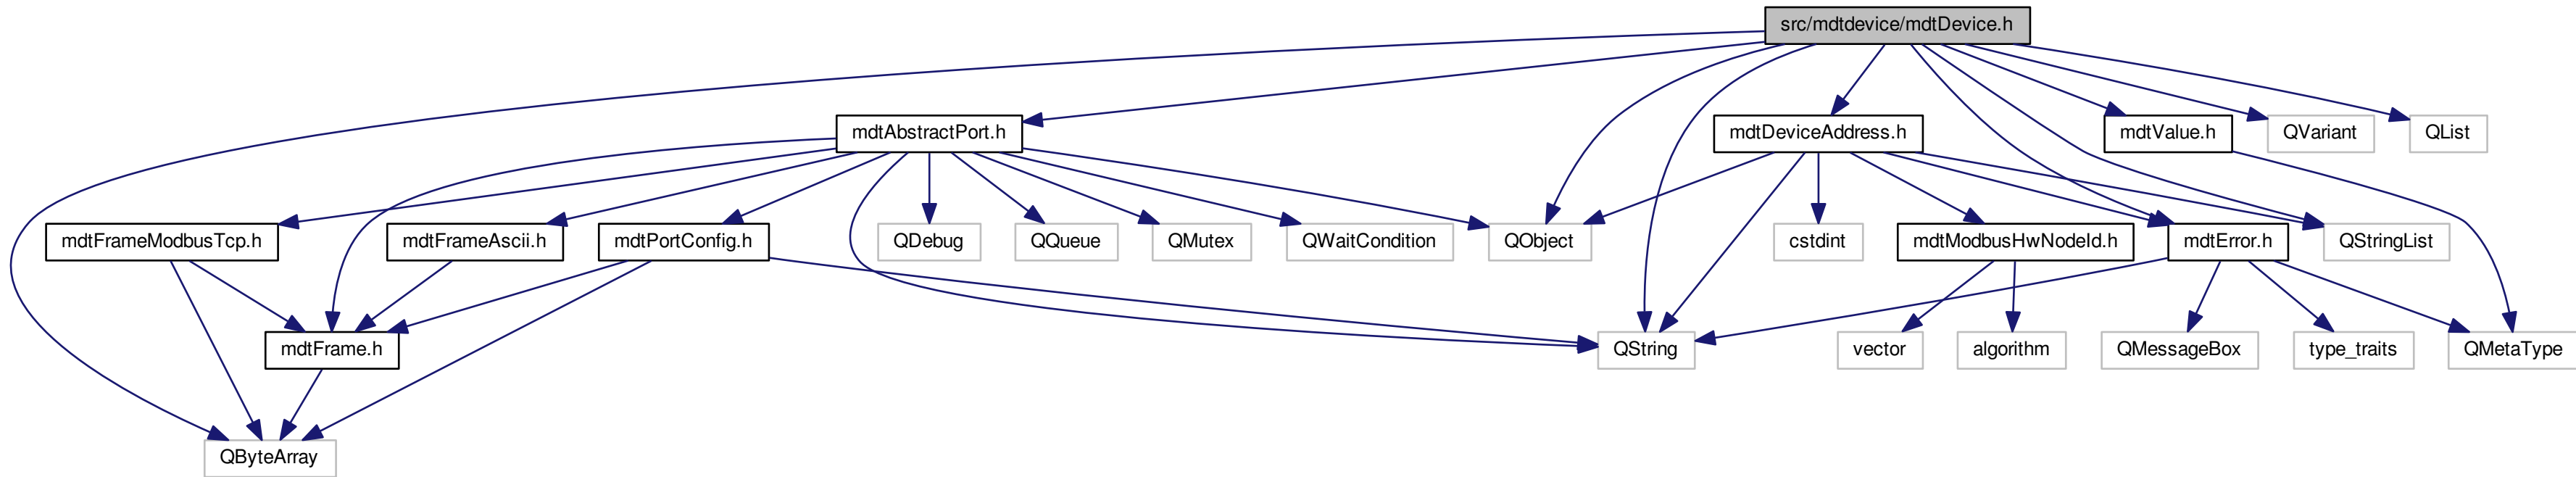 src/mdtdevice/mdtDevice.h
mdtAbstractPort.h
mdtDeviceAddress.h
mdtValue.h
QVariant
QList
mdtFrameModbusTcp.h
mdtFrameAscii.h
mdtPortConfig.h
QDebug
QQueue
QMutex
QWaitCondition
QObject
cstdint
mdtModbusHwNodeId.h
mdtError.h
QStringList
mdtFrame.h
QString
vector
algorithm
QMessageBox
type_traits
QMetaType
QByteArray